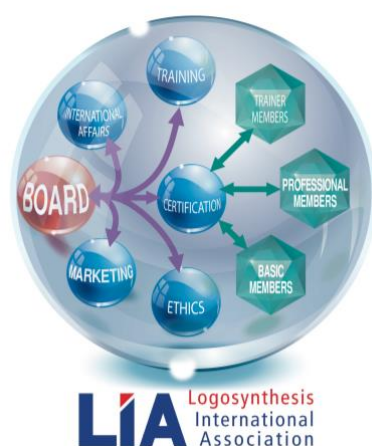 TRAINING
INTERNATIONAL
AFFAIRS
TRAINER
MEMBERS
BOARD
CERTIFICATION
PROFESSIONAL
MEMBERS
MARKETING
BASIC
MEMBERS
ETHICS
LIA Logosynthesis
International
Association